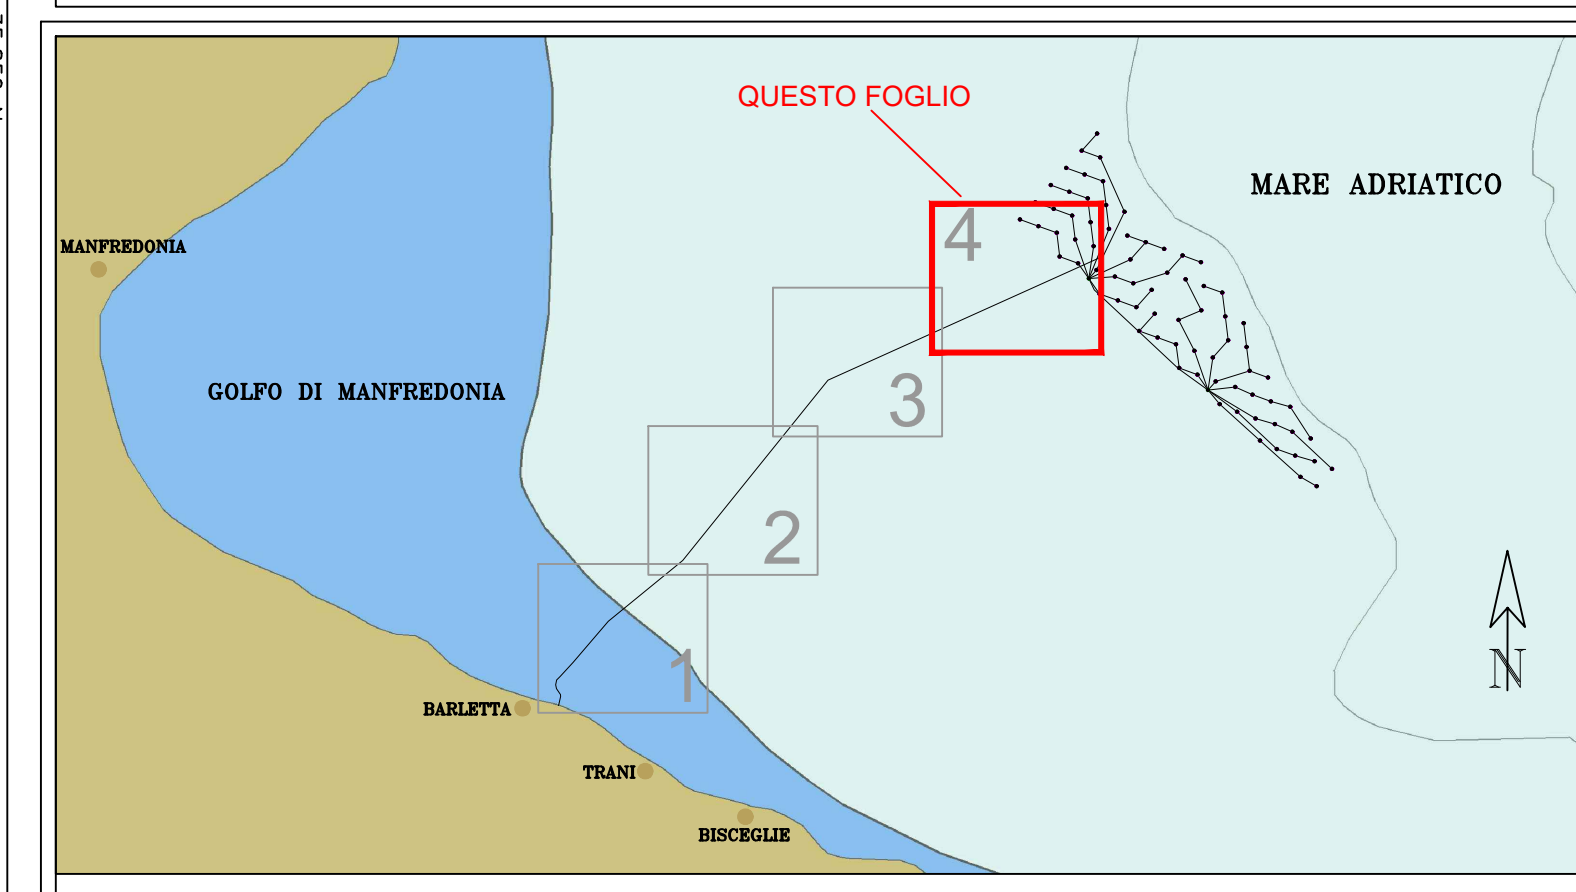 QUESTO FOGLIO
MARE ADRIATICO
4
MANFREDONIA
GOLFO DI MANFREDONIA
3
2
1
N
BARLETTA
TRANI
BISCEGLIE